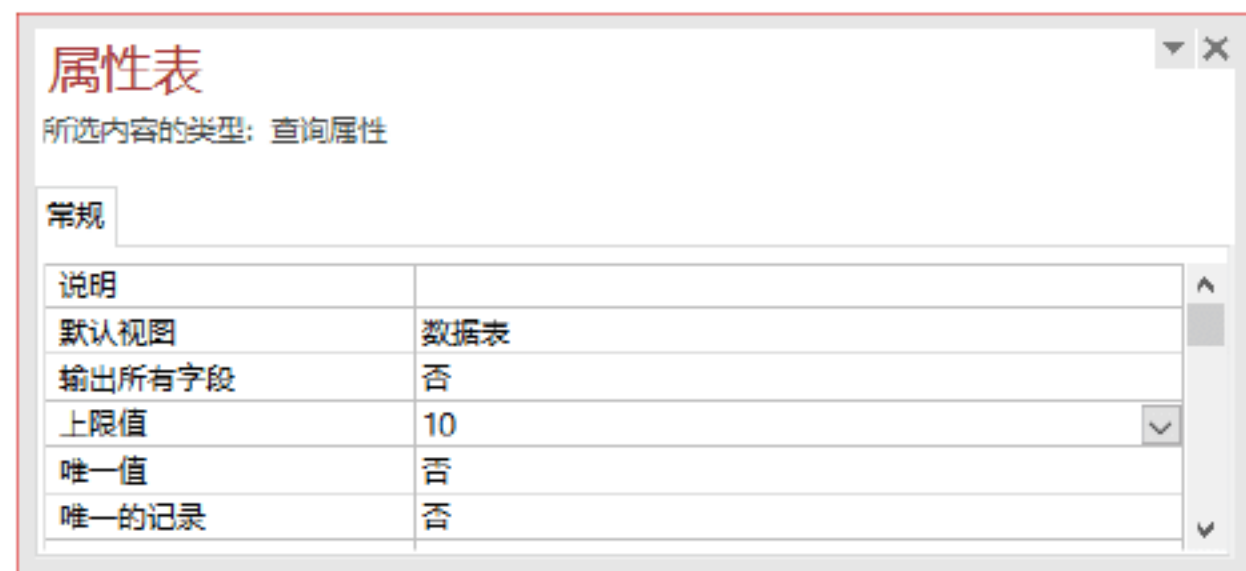 属性表
所选内容的类型: 查询属性
常规
说明
默认视图 数据表
输出所有字段 否
上限值 10
唯一值 否
唯一的记录 否